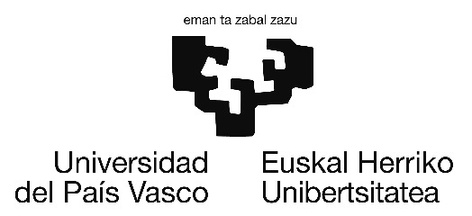 eman ta zabal zazu
Universidad
del País Vasco
Euskal Herriko
Unibertsitatea